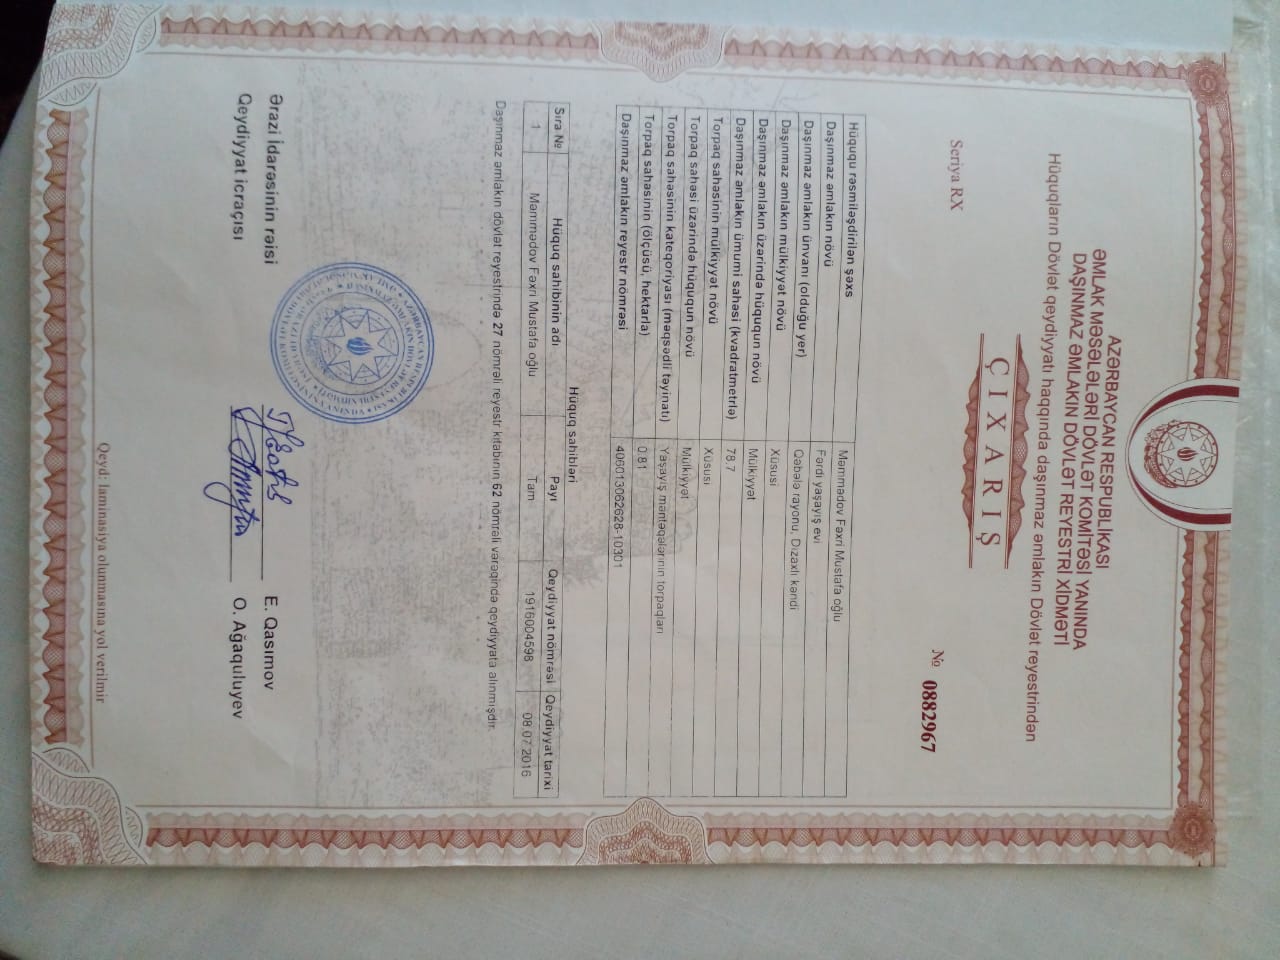 AZƏRBAYCAN RESPUBLİKASI
ƏMLAK MƏSƏLƏLƏRİ DÖVLƏT KOMİTƏSİ YANINDA
DAŞINMAZ ƏMLAKIN DÖVLƏT REYESTRİ XİDMƏTİ
Hüquqların Dövlət qeydiyyatı haqqında daşınmaz əmlakın Dövlət reyestrindən
ÇIXARIŞ
Seriya RX № 0882967
Hüququ rəsmiləşdirilən şəxs Məmmədov Fəxri Mustafa oğlu
Daşınmaz əmlakın növü Fərdi yaşayış evi
Daşınmaz əmlakın ünvanı (olduğu yer) Qəbələ rayonu, Dizaxlı kəndi
Daşınmaz əmlakın mülkiyyət növü Xüsusi
Daşınmaz əmlakın üzərində hüququn növü Mülkiyyət
Daşınmaz əmlakın ümumi sahəsi (kvadratmetrlə) 78.7
Torpaq sahəsinin mülkiyyət növü Xüsusi
Torpaq sahəsi üzərində hüququn növü Mülkiyyət
Torpaq sahəsinin kateqoriyası (məqsədli təyinatı) Yaşayış məntəqələrinin torpaqları
Torpaq sahəsinin (ölçüsü, hektarla) 0.81
Daşınmaz əmlakın reyestr nömrəsi 406013062628-10301
Hüquq sahibləri
Sıra № Hüquq sahibinin adı Payı Qeydiyyat nömrəsi Qeydiyyat tarixi
1 Məmmədov Fəxri Mustafa oğlu Tam 1916004598 08.07.2016
Daşınmaz əmlakın dövlət reyestrində 27 nömrəli reyestr kitabının 62 nömrəli vərəqində qeydiyyata alınmışdır.
Ərazi İdarəsinin rəisi E. Qasımov
Qeydiyyat icraçısı O. Ağaquluyev
Qeyd: laminasiya olunmasına yol verilmir